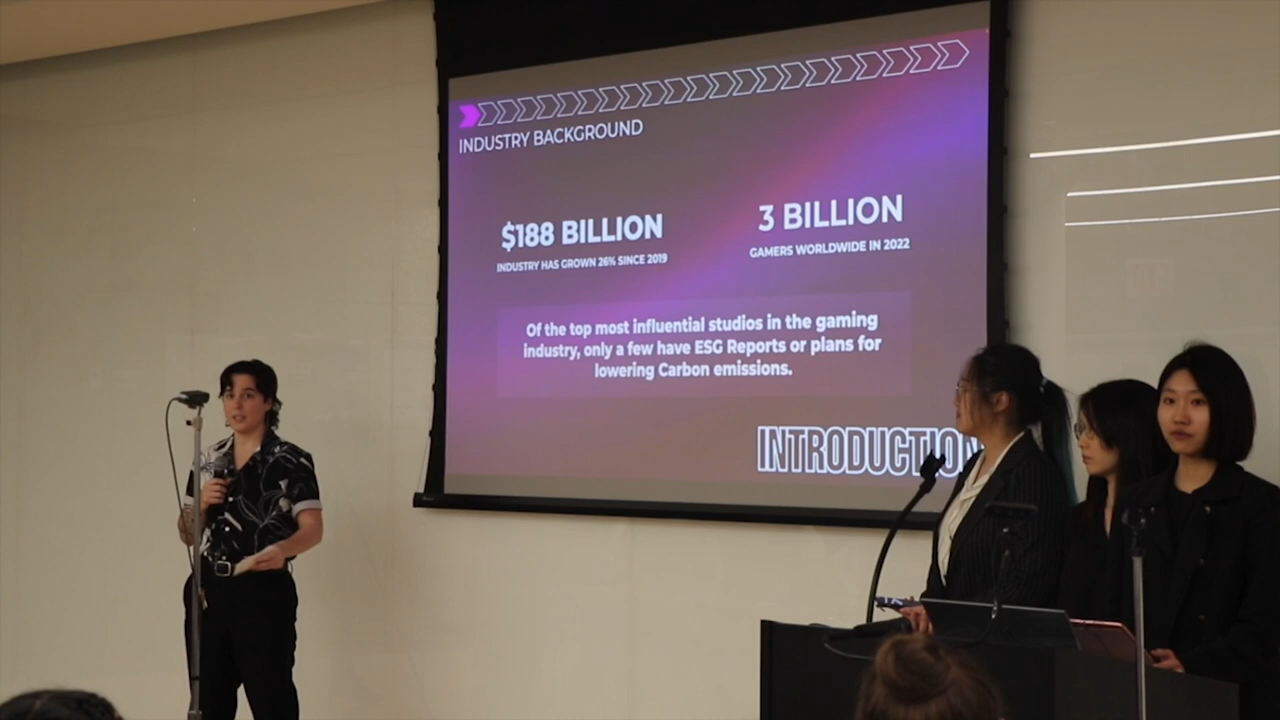 INDUSTRY BACKGROUND
$188 BILLION
INDUSTRY HAS GROWN 26% SINCE 2019
3 BILLION
GAMERS WORLDWIDE IN 2022
Of the top most influential studios in the gaming
industry, only a few have ESG Reports or plans for
lowering Carbon emissions.
INTRODUCTION